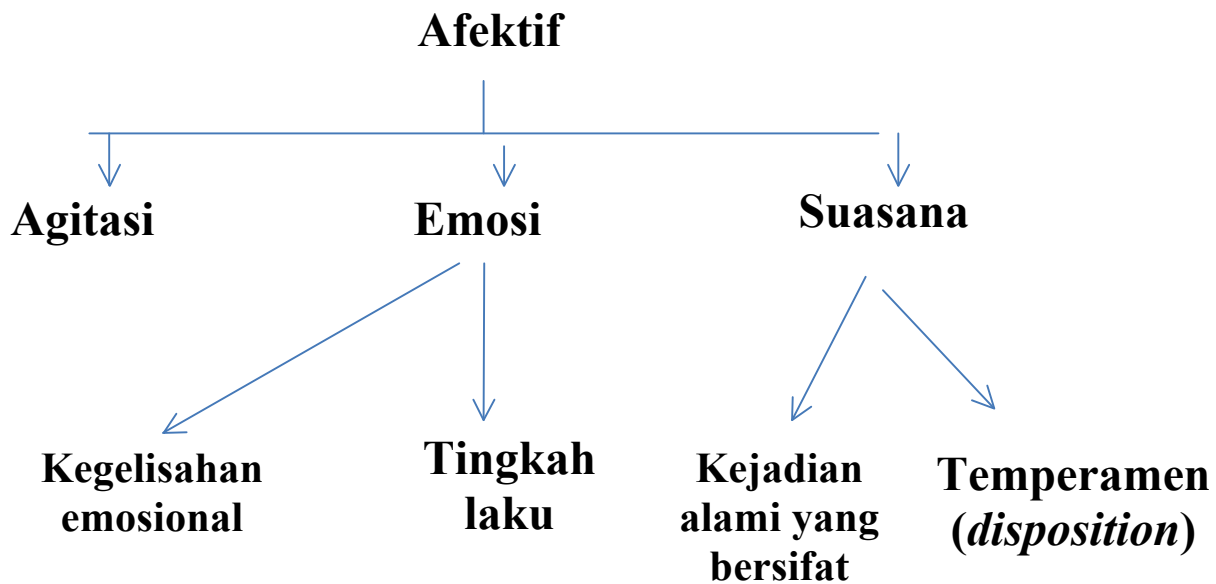 Afektif
Agitasi
Emosi
Suasana
Kegelisahan
emosional
Tingkah
laku
Kejadian
alami yang
bersifat
Temperamen
(disposition)